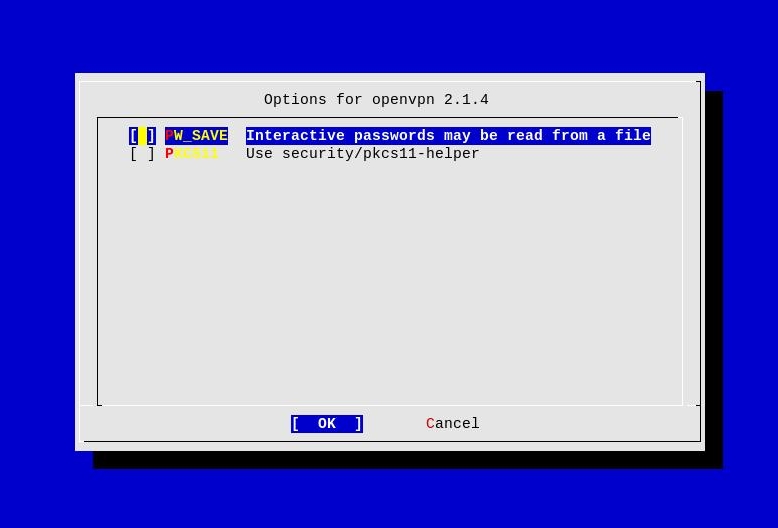 Options for openvpn 2.1.4
[ ] PW_SAVE Interactive passwords may be read from a file
[ ] PKCS11 Use security/pkcs11-helper
[ OK ] Cancel